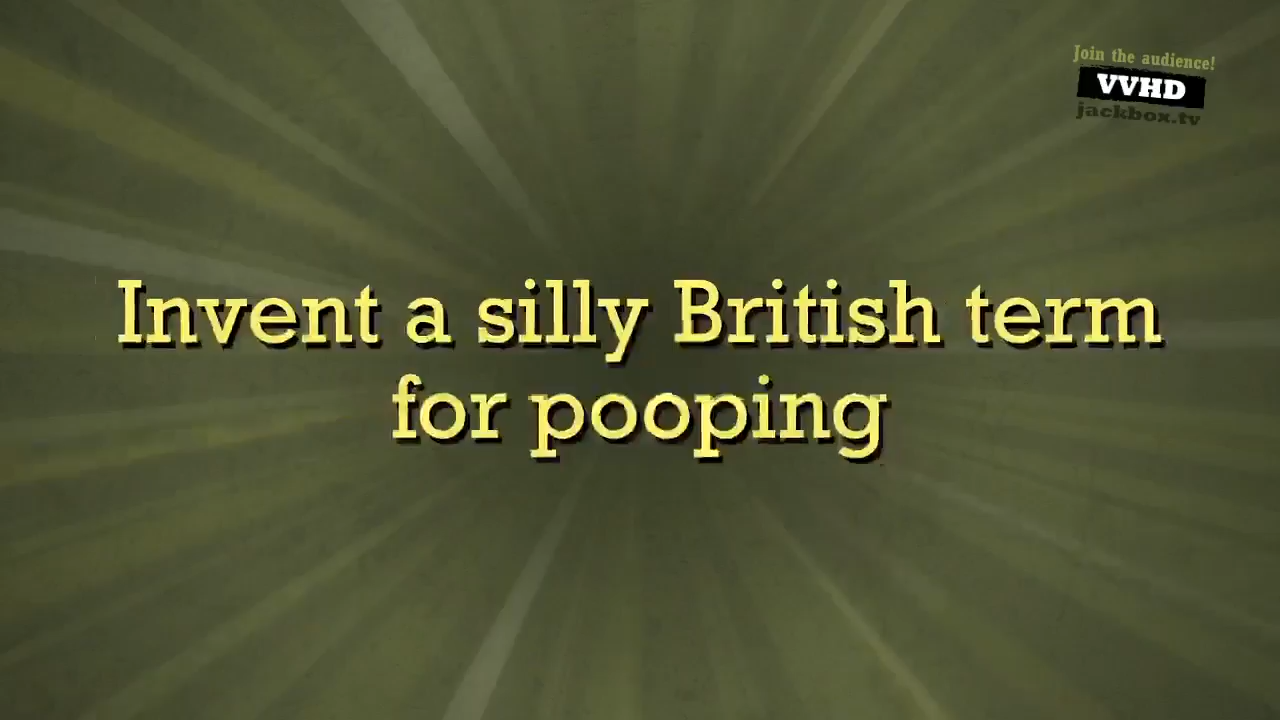 Join the audience!
VVHD
jackbox.tv
Invent a silly British term
for pooping